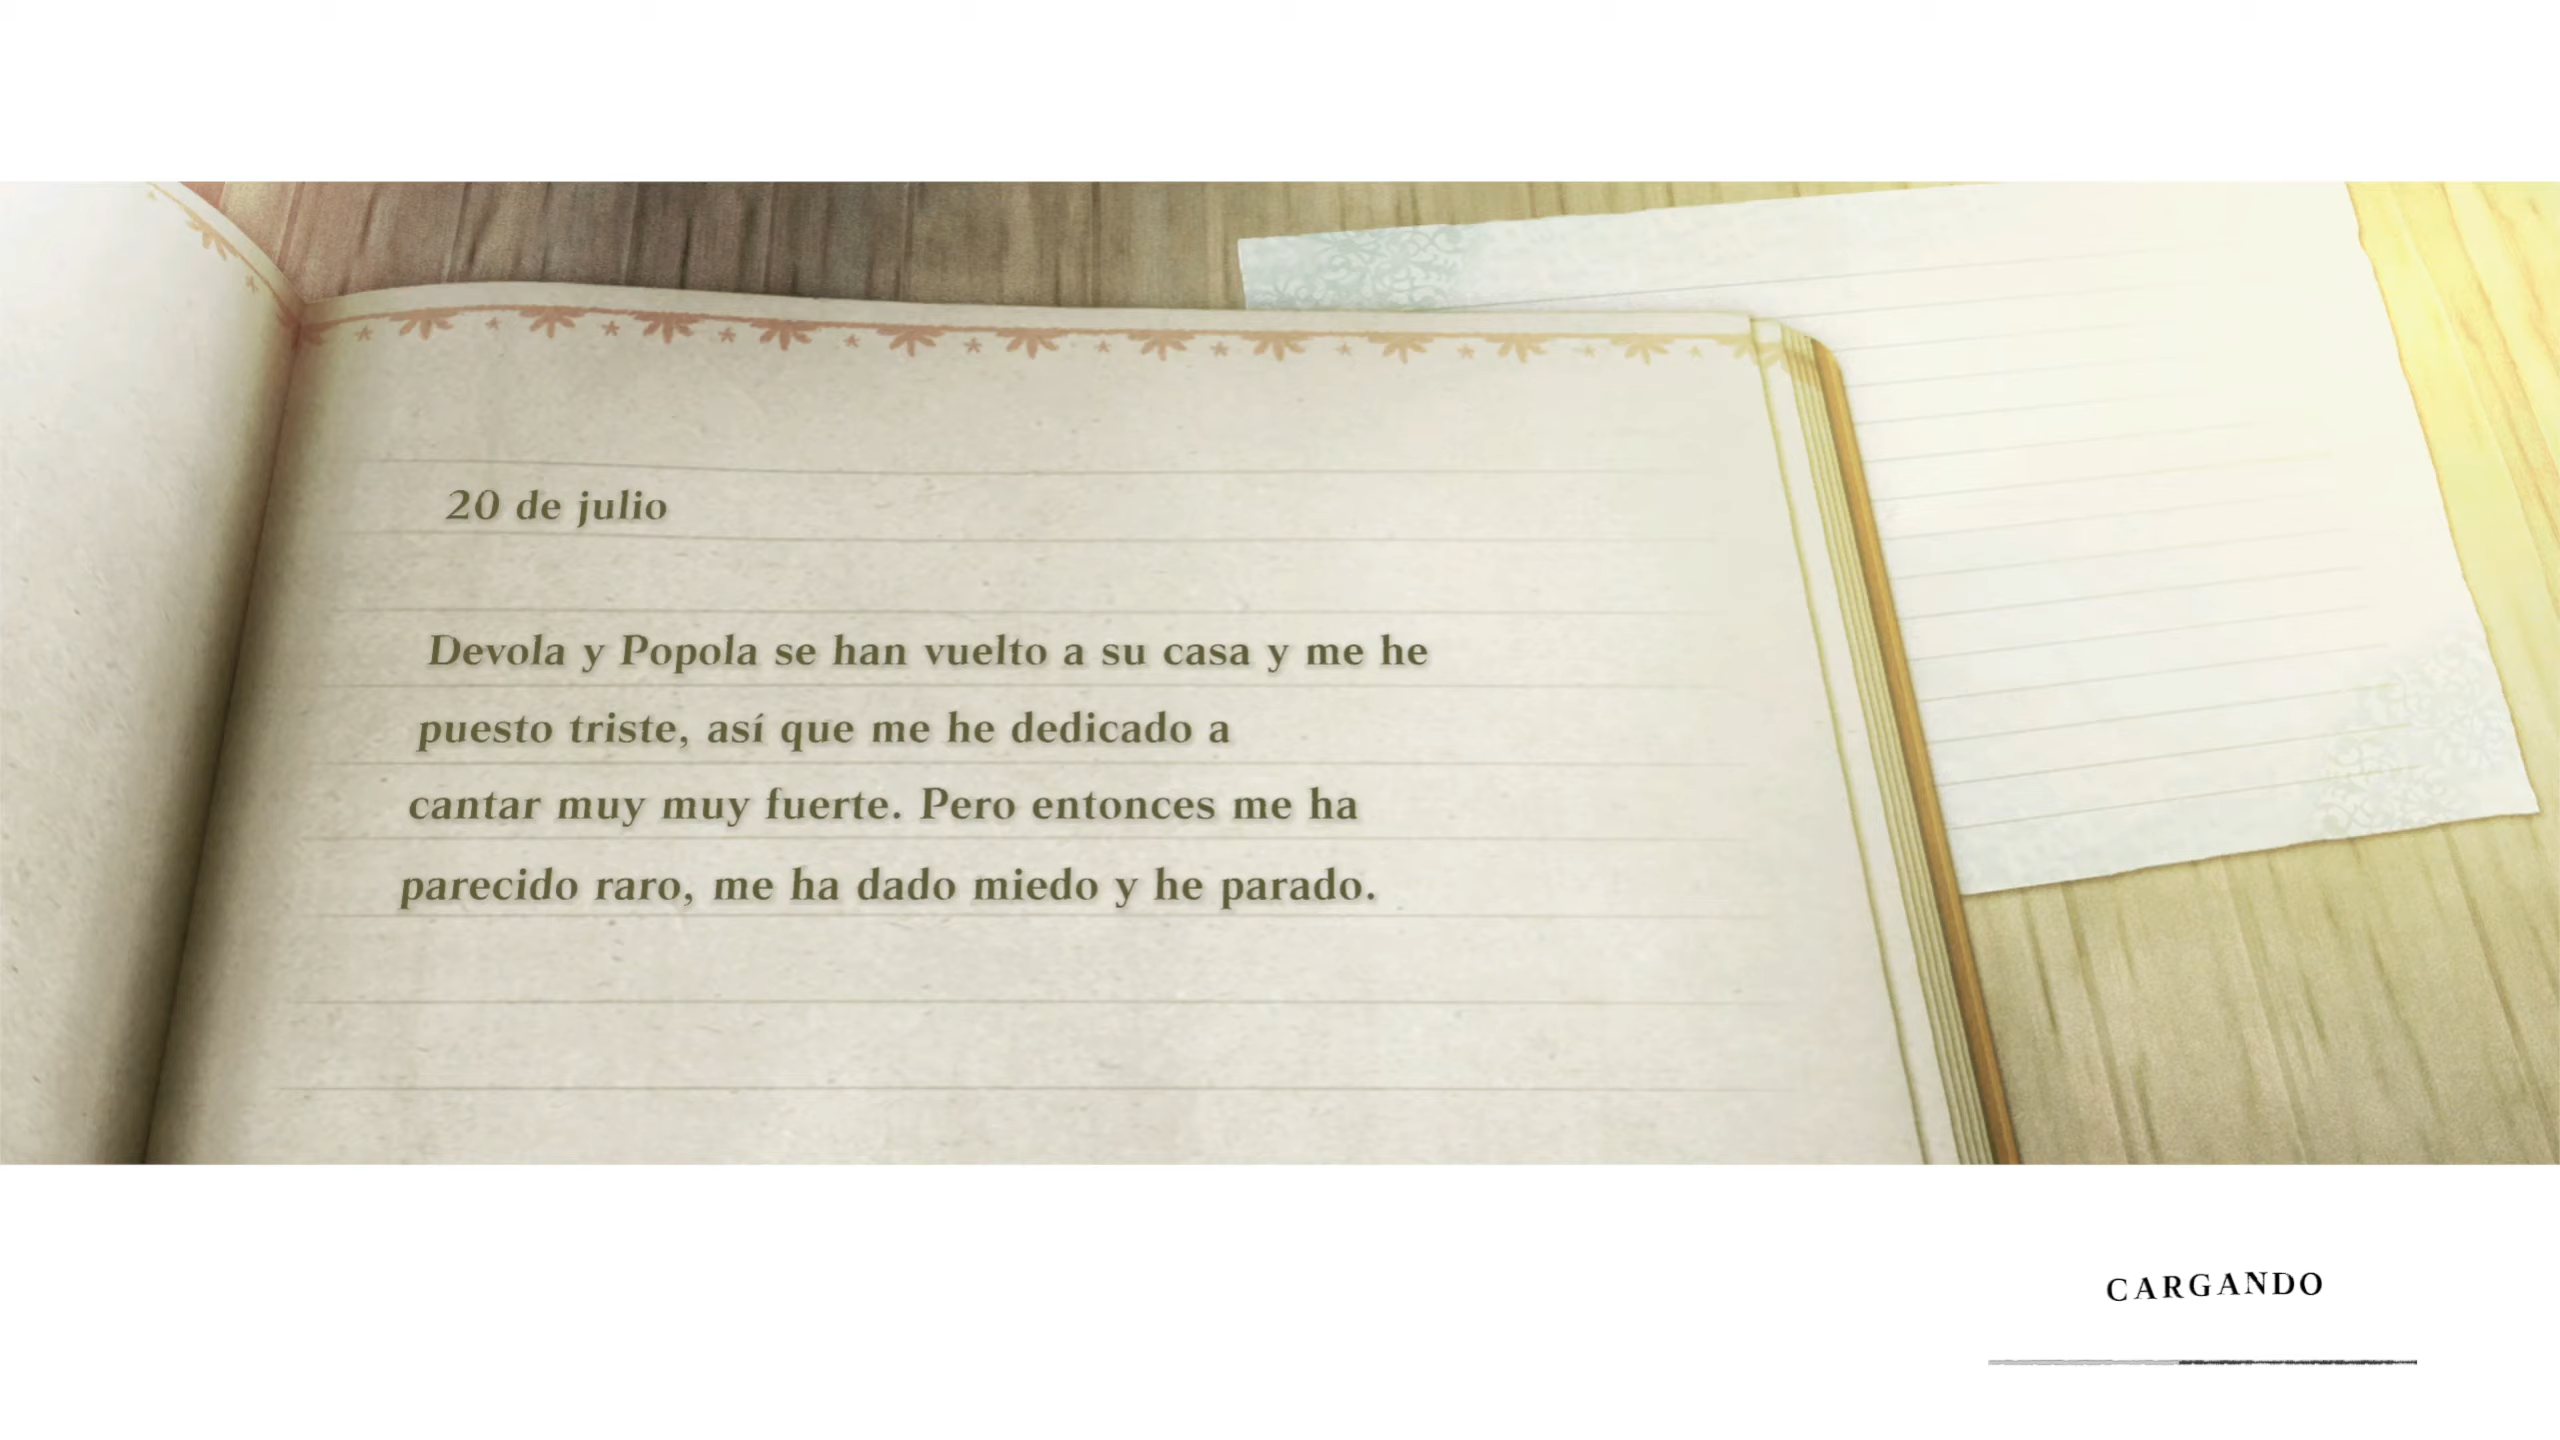 20 de julio
Devola y Popola se han vuelto a su casa y me he
puesto triste, así que me he dedicado a
cantar muy muy fuerte. Pero entonces me ha
parecido raro, me ha dado miedo y he parado.
CARGANDO